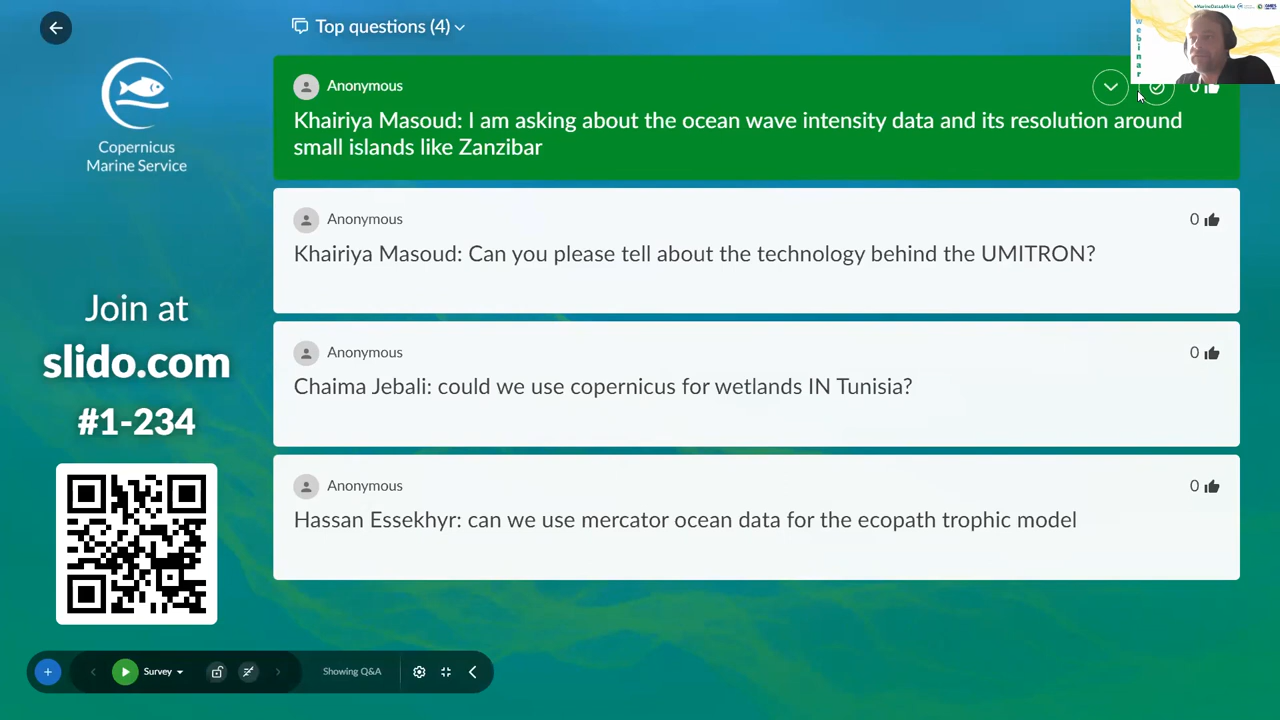 Top questions (4)
webinar
Copernicus
Marine Service
Anonymous
0
Khairiya Masoud: I am asking about the ocean wave intensity data and its resolution around
small islands like Zanzibar
Anonymous
0
Khairiya Masoud: Can you please tell about the technology behind the UMITRON?
Join at
slido.com
#1-234
Anonymous
0
Chaima Jebali: could we use copernicus for wetlands IN Tunisia?
Anonymous
0
Hassan Essekhyr: can we use mercator ocean data for the ecopath trophic model
Survey
Showing Q&A